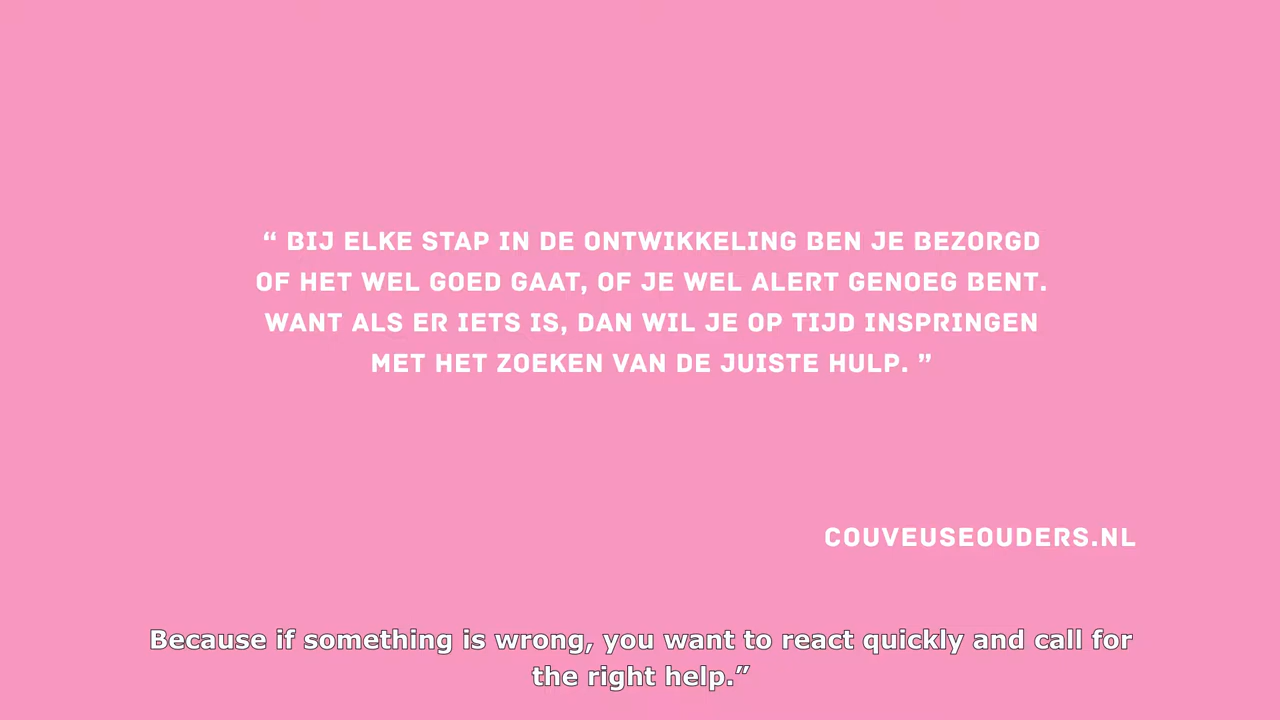 “ BIJ ELKE STAP IN DE ONTWIKKELING BEN JE BEZORGD
OF HET WEL GOED GAAT, OF JE WEL ALERT GENOEG BENT.
WANT ALS ER IETS IS, DAN WIL JE OP TIJD INSPRINGEN
MET HET ZOEKEN VAN DE JUISTE HULP. ”
COUVEUSEOUDERS.NL
Because if something is wrong, you want to react quickly and call for
the right help.”